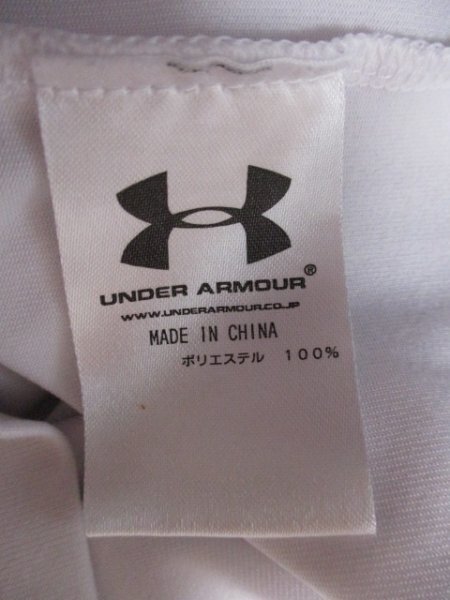 UNDER ARMOUR®
WWW.UNDERARMOUR.CO.JP
MADE IN CHINA
ポリエステル 100%